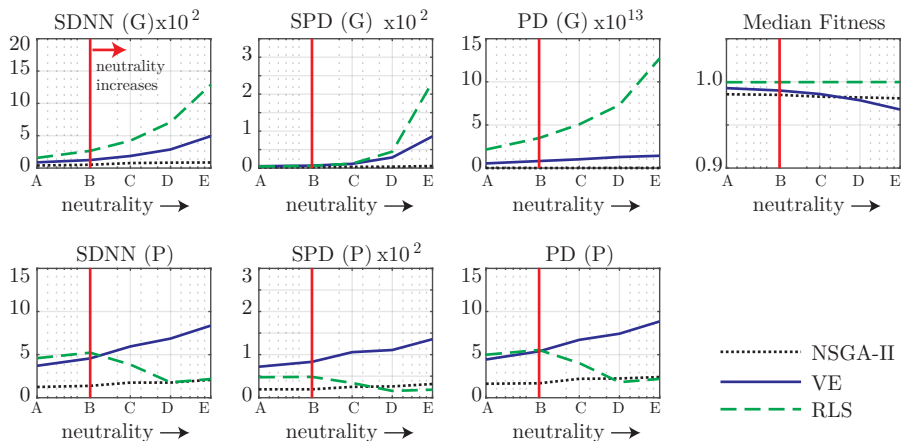 SDNN (G)x10²
20
15
10
5
0
neutrality
increases
A B C D E
neutrality
SPD (G) x10²
3
2
1
0
A B C D E
neutrality
PD (G) x10¹³
15
10
5
0
A B C D E
neutrality
Median Fitness
1.0
0.9
A B C D E
neutrality
SDNN (P)
15
10
5
0
A B C D E
neutrality
SPD (P) x10²
3
2
1
0
A B C D E
neutrality
PD (P)
15
10
5
0
A B C D E
neutrality
NSGA-II
VE
RLS